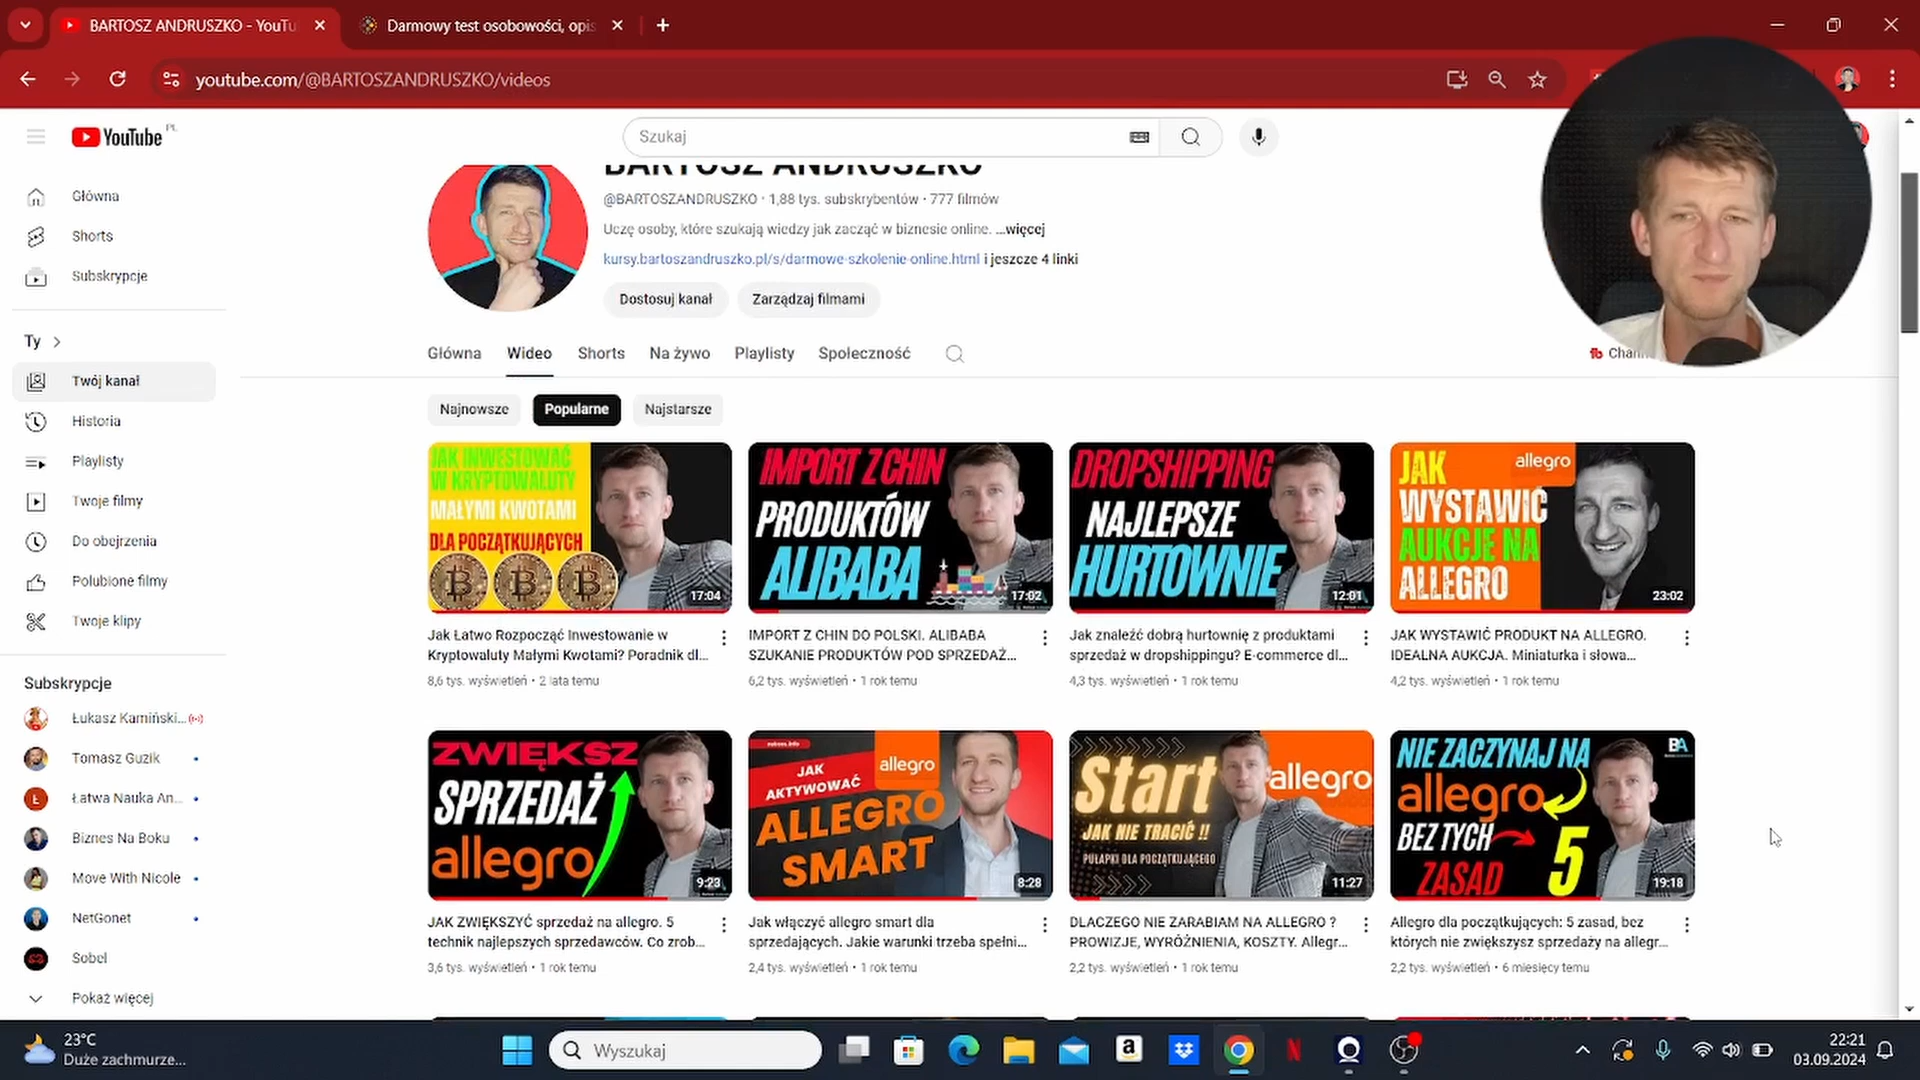 BARTOSZ ANDRUSZKO - YouTu
Darmowy test osobowości, opis
youtube.com/@BARTOSZANDRUSZKO/videos
YouTube PL
Szukaj
BARTOSZ ANDRUSZKO
@BARTOSZANDRUSZKO · 1,88 tys. subskrybentów · 777 filmów
Uczę osoby, które szukają wiedzy jak zacząć w biznesie online. ...więcej
kursy.bartoszandruszko.pl/s/darmowe-szkolenie-online.html i jeszcze 4 linki
Dostosuj kanał
Zarządzaj filmami
Główna
Shorts
Subskrypcje
Ty
Twój kanał
Historia
Playlisty
Twoje filmy
Do obejrzenia
Polubione filmy
Twoje klipy
Subskrypcje
Łukasz Kamiński...
Tomasz Guzik
Łatwa Nauka An...
Biznes Na Boku
Move With Nicole
NetGonet
Sobel
Pokaż więcej
Główna
Wideo
Shorts
Na żywo
Playlisty
Społeczność
Najnowsze
Popularne
Najstarsze
JAK INWESTOWAĆ
W KRYPTOWALUTY
MAŁYMI KWOTAMI
DLA POCZĄTKUJĄCYCH
17:04
IMPORT Z CHIN
PRODUKTÓW
ALIBABA
17:02
DROPSHIPPING
NAJLEPSZE
HURTOWNIE
12:01
JAK
WYSTAWIĆ
AUKCJE NA
ALLEGRO
allegro
23:02
Jak Łatwo Rozpocząć Inwestowanie w
Kryptowaluty Małymi Kwotami? Poradnik dl...
8,6 tys. wyświetleń · 2 lata temu
IMPORT Z CHIN DO POLSKI. ALIBABA
SZUKANIE PRODUKTÓW POD SPRZEDAŻ...
6,2 tys. wyświetleń · 1 rok temu
Jak znaleźć dobrą hurtownię z produktami
sprzedaż w dropshippingu? E-commerce dl...
4,3 tys. wyświetleń · 1 rok temu
JAK WYSTAWIĆ PRODUKT NA ALLEGRO.
IDEALNA AUKCJA. Miniaturka i słowa...
4,2 tys. wyświetleń · 1 rok temu
ZWIĘKSZ
SPRZEDAŻ
allegro
9:23
JAK
AKTYWOWAĆ
allegro
ALLEGRO
SMART
8:28
Start
allegro
JAK NIE TRACIĆ !!
PUŁAPKI DLA POCZĄTKUJĄCEGO
11:27
NIE ZACZYNAJ NA
allegro
BEZ TYCH
5
ZASAD
BA
19:18
JAK ZWIĘKSZYĆ sprzedaż na allegro. 5
technik najlepszych sprzedawców. Co zrob...
3,6 tys. wyświetleń · 1 rok temu
Jak włączyć allegro smart dla
sprzedających. Jakie warunki trzeba spełni...
2,4 tys. wyświetleń · 1 rok temu
DLACZEGO NIE ZARABIAM NA ALLEGRO ?
PROWIZJE, WYRÓŻNIENIA, KOSZTY. Allegr...
2,2 tys. wyświetleń · 1 rok temu
Allegro dla początkujących: 5 zasad, bez
których nie zwiększysz sprzedaży na allegr...
2,2 tys. wyświetleń · 6 miesięcy temu
23°C
Duże zachmurze...
Wyszukaj
22:21
03.09.2024